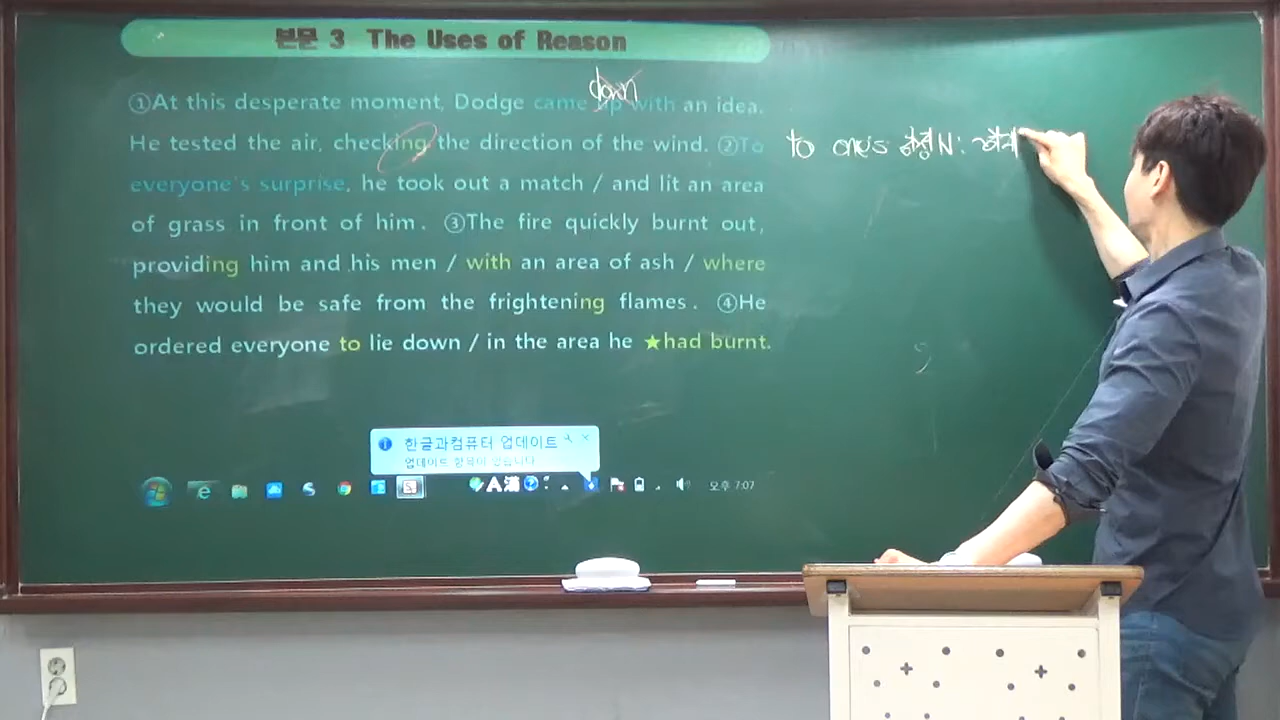 본문 3 The Uses of Reason
down
①At this desperate moment, Dodge came up with an idea.
He tested the air, checking the direction of the wind. ②To
everyone's surprise, he took out a match / and lit an area
of grass in front of him. ③The fire quickly burnt out,
providing him and his men / with an area of ash / where
they would be safe from the frightening flames. ④He
ordered everyone to lie down / in the area he ★had burnt.
to one's 감정N:
한글과컴퓨터 업데이트
업데이트 항목이 있습니다
A漢
오후 7:07